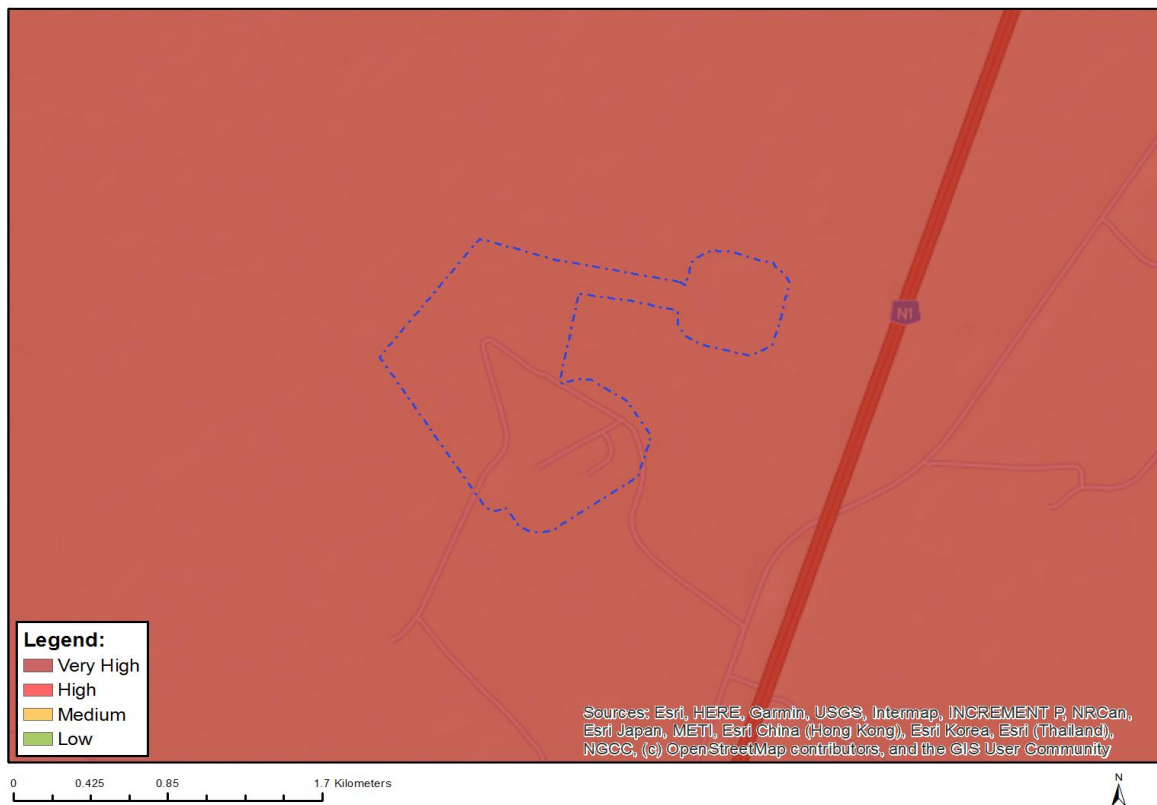 N1
Legend:
Very High
High
Medium
Low
Sources: Esri, HERE, Garmin, USGS, Intermap, INCREMENT P, NRCan,
Esri Japan, METI, Esri China (Hong Kong), Esri Korea, Esri (Thailand),
NGCC, (c) OpenStreetMap contributors, and the GIS User Community
0 0.425 0.85 1.7 Kilometers
N